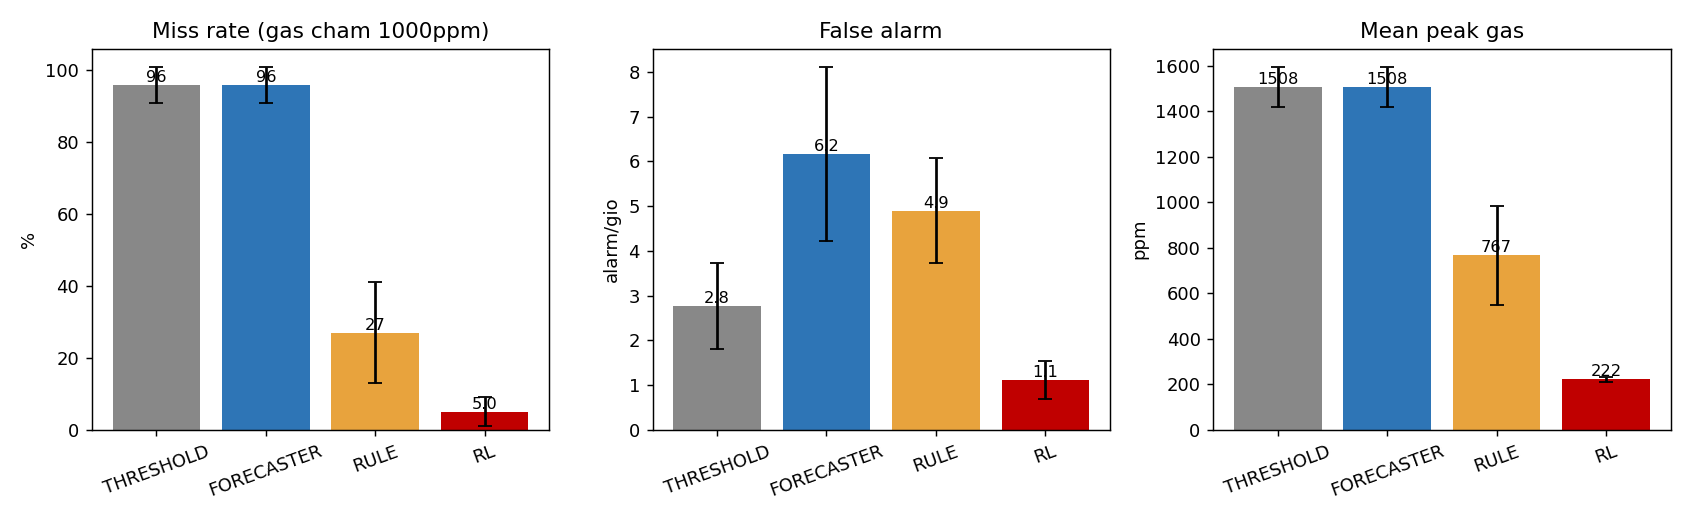 Miss rate (gas cham 1000ppm)
%
100
80
60
40
20
0
96
96
27
5.0
THRESHOLD
FORECASTER
RULE
RL
False alarm
alarm/gio
8
7
6
5
4
3
2
1
0
2.8
6.2
4.9
1.1
THRESHOLD
FORECASTER
RULE
RL
Mean peak gas
ppm
1600
1400
1200
1000
800
600
400
200
0
1508
1508
767
222
THRESHOLD
FORECASTER
RULE
RL